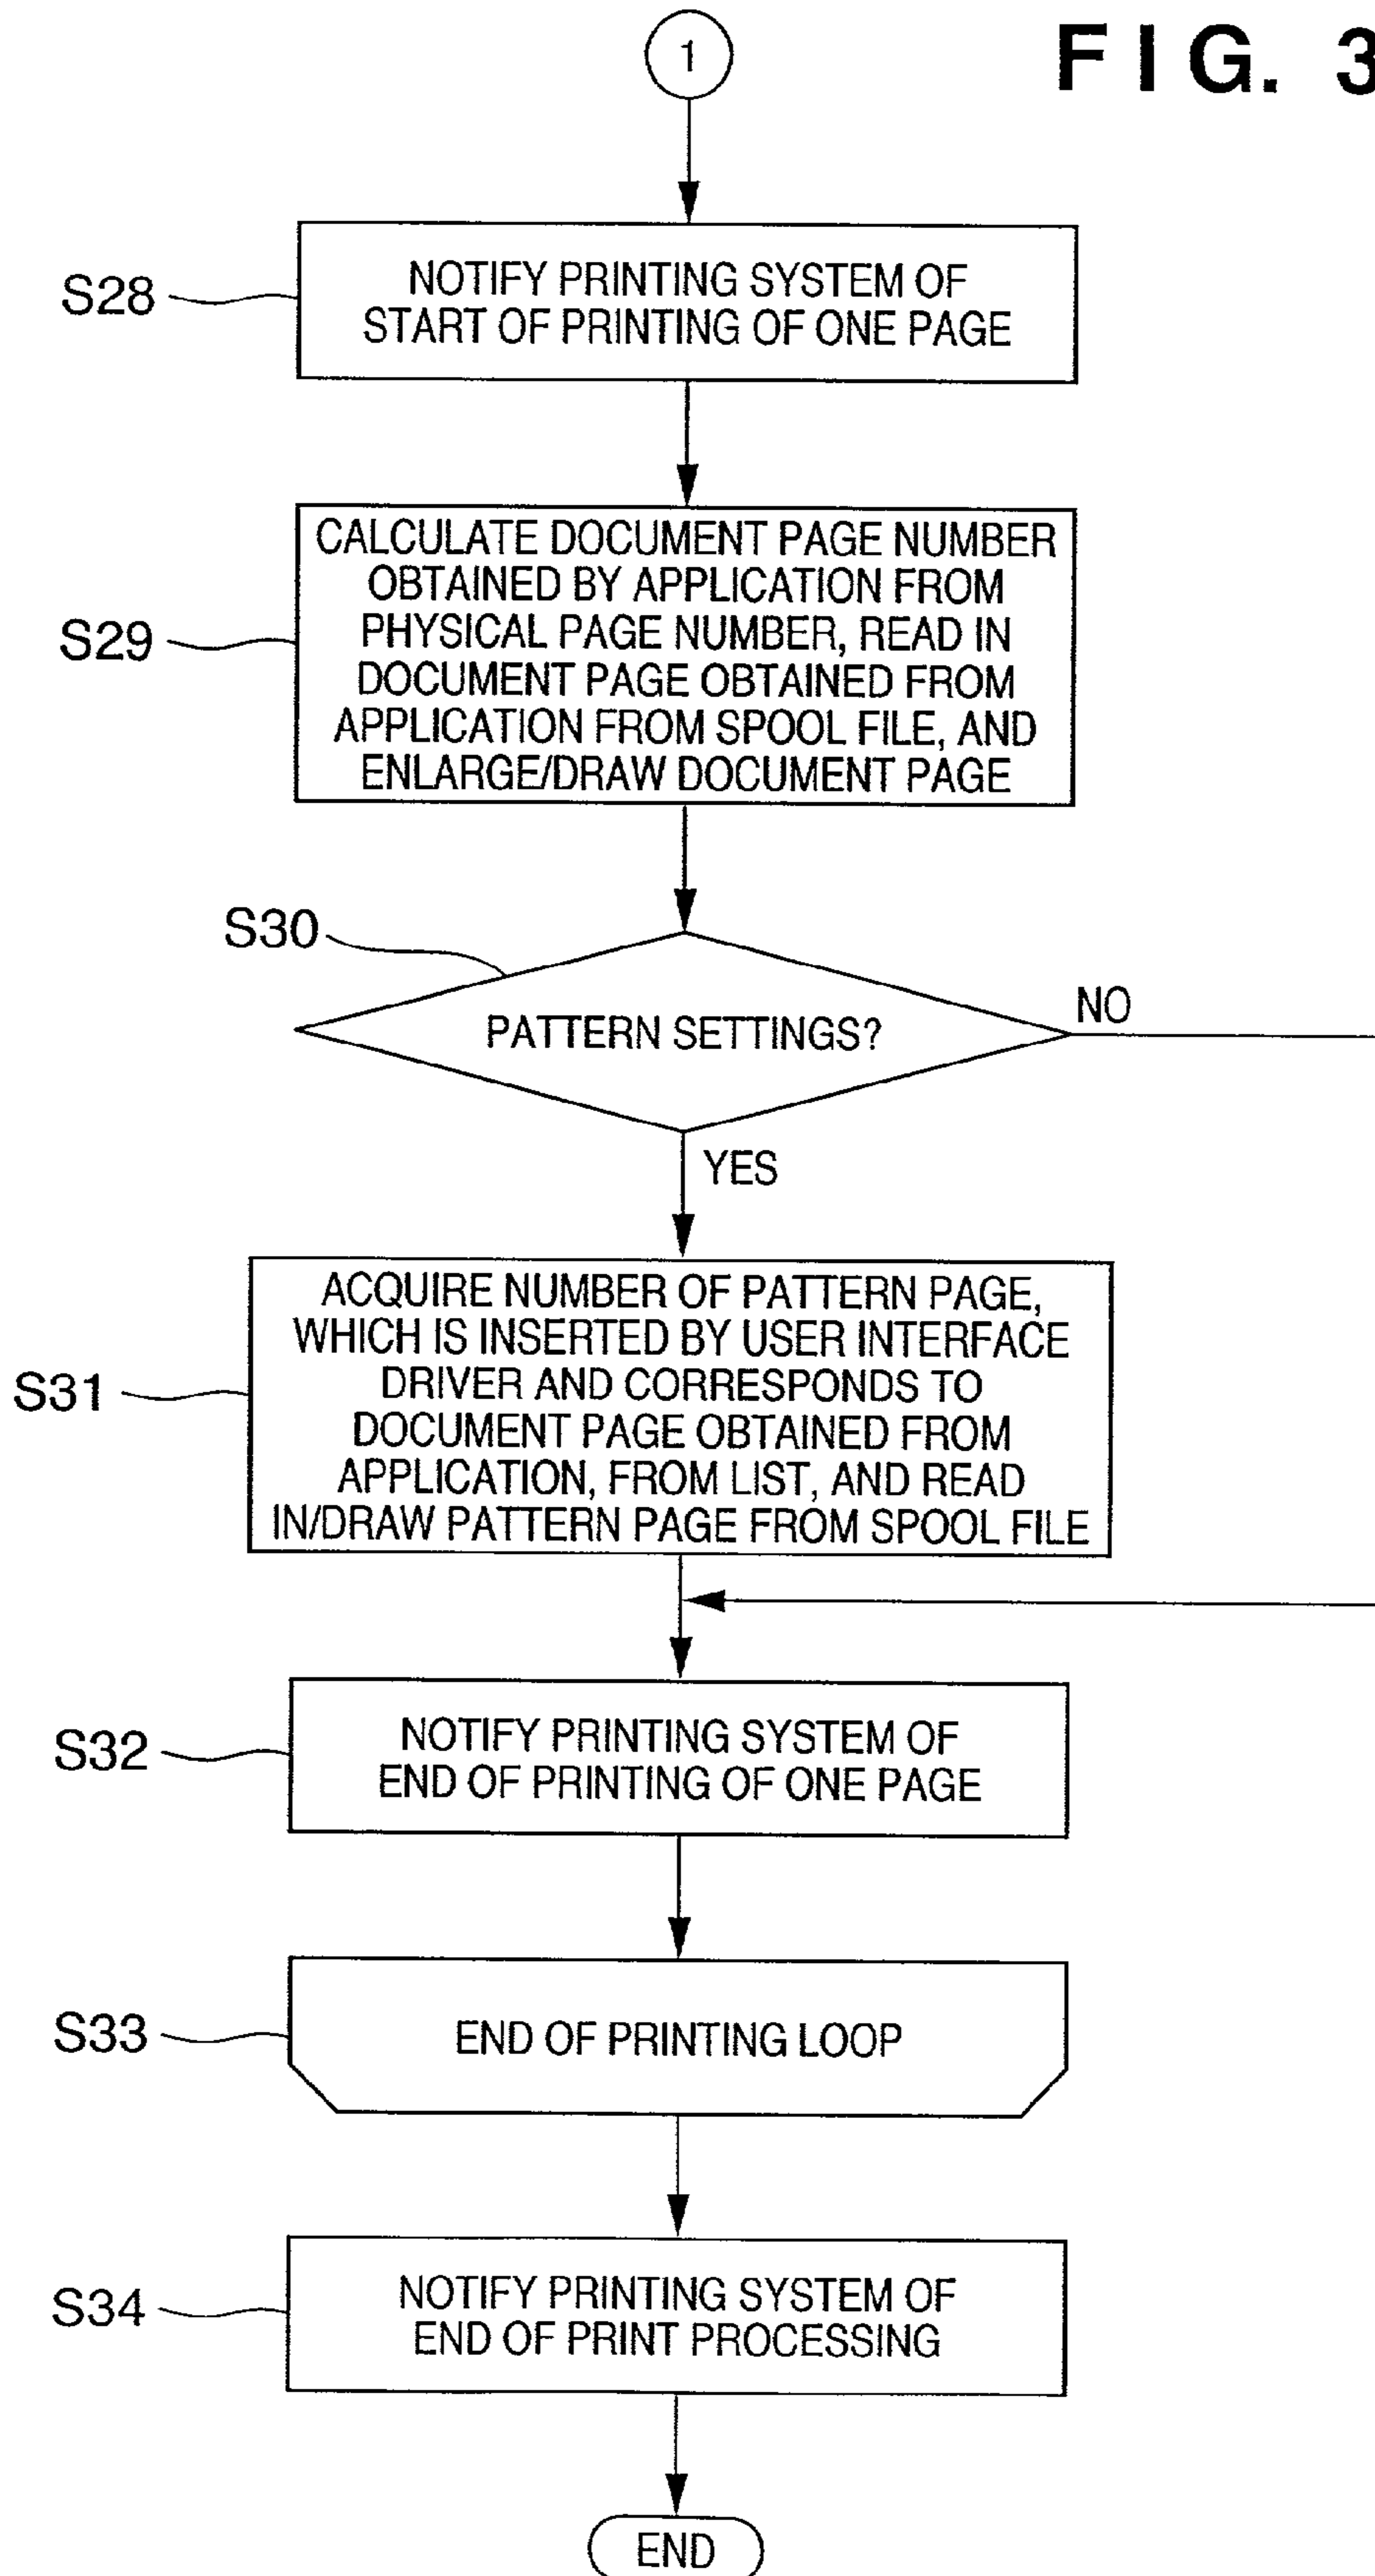 1
FIG. 3
S28
NOTIFY PRINTING SYSTEM OF
START OF PRINTING OF ONE PAGE
S29
CALCULATE DOCUMENT PAGE NUMBER
OBTAINED BY APPLICATION FROM
PHYSICAL PAGE NUMBER, READ IN
DOCUMENT PAGE OBTAINED FROM
APPLICATION FROM SPOOL FILE, AND
ENLARGE/DRAW DOCUMENT PAGE
S30
PATTERN SETTINGS?
NO
YES
S31
ACQUIRE NUMBER OF PATTERN PAGE,
WHICH IS INSERTED BY USER INTERFACE
DRIVER AND CORRESPONDS TO
DOCUMENT PAGE OBTAINED FROM
APPLICATION, FROM LIST, AND READ
IN/DRAW PATTERN PAGE FROM SPOOL FILE
S32
NOTIFY PRINTING SYSTEM OF
END OF PRINTING OF ONE PAGE
S33
END OF PRINTING LOOP
S34
NOTIFY PRINTING SYSTEM OF
END OF PRINT PROCESSING
END